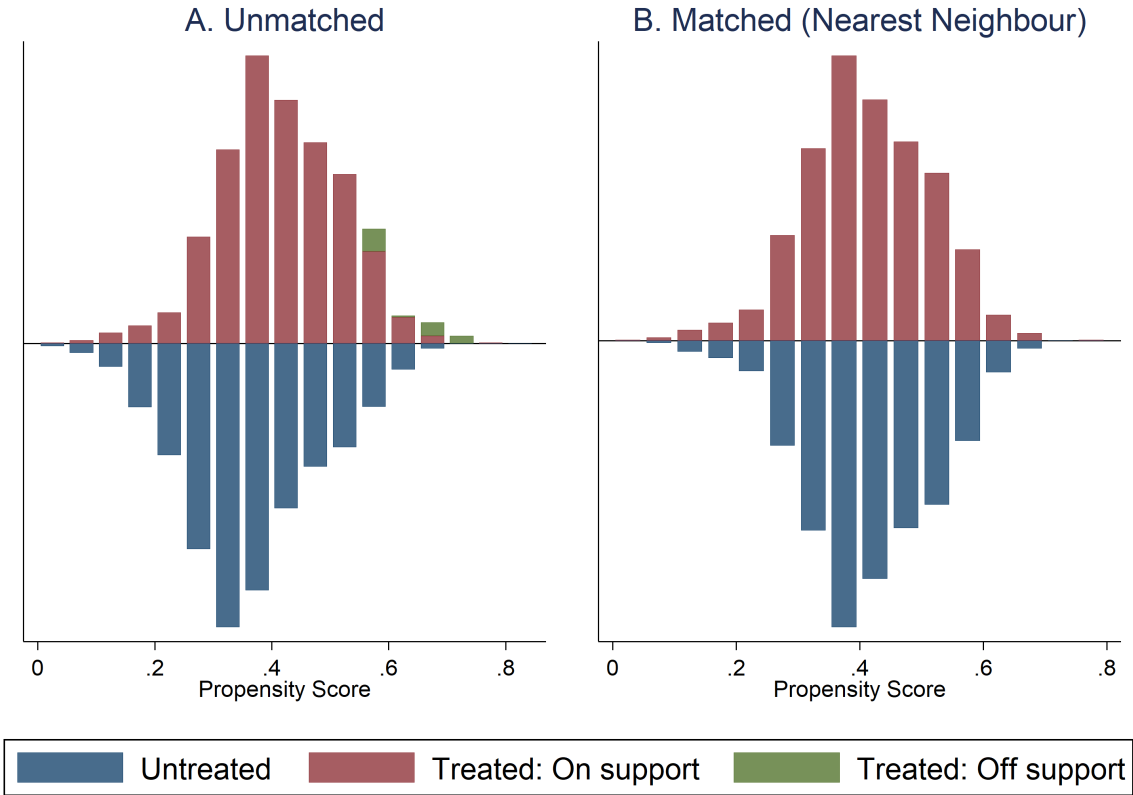 A. Unmatched
B. Matched (Nearest Neighbour)
0 .2 .4 .6 .8
Propensity Score
0 .2 .4 .6 .8
Propensity Score
Untreated
Treated: On support
Treated: Off support